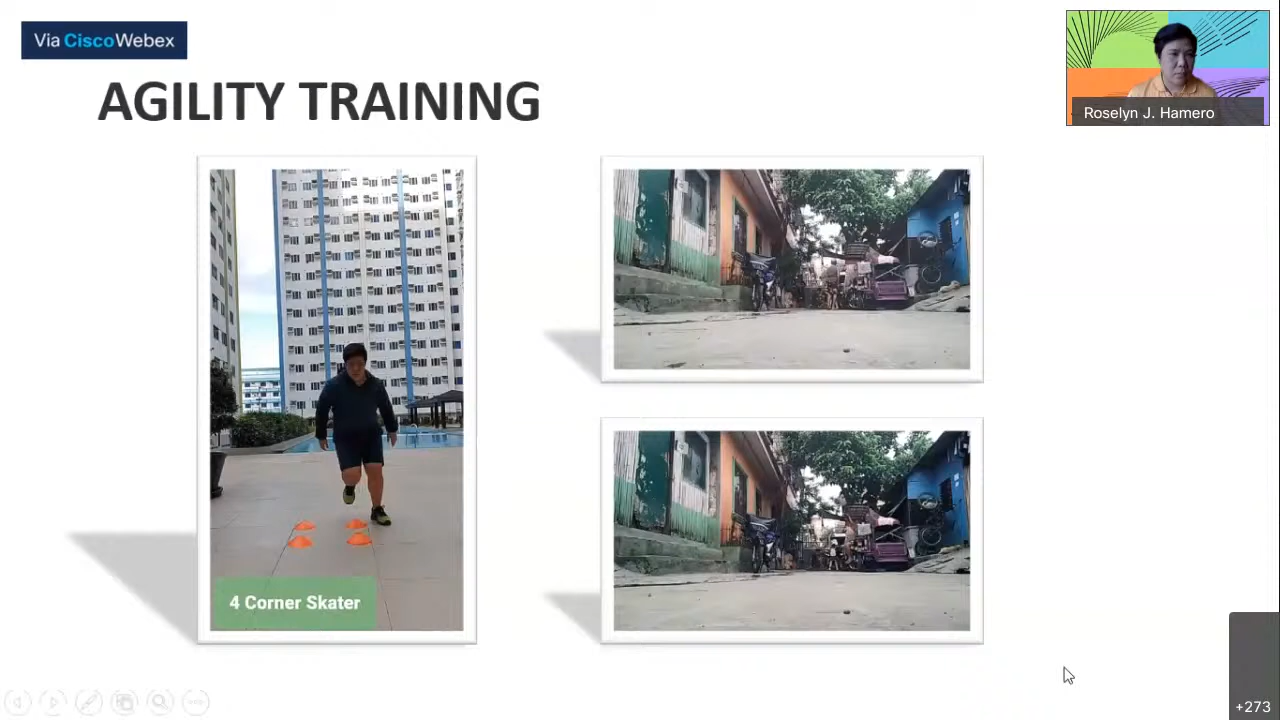 Via CiscoWebex
AGILITY TRAINING
Roselyn J. Hamero
4 Corner Skater
+273